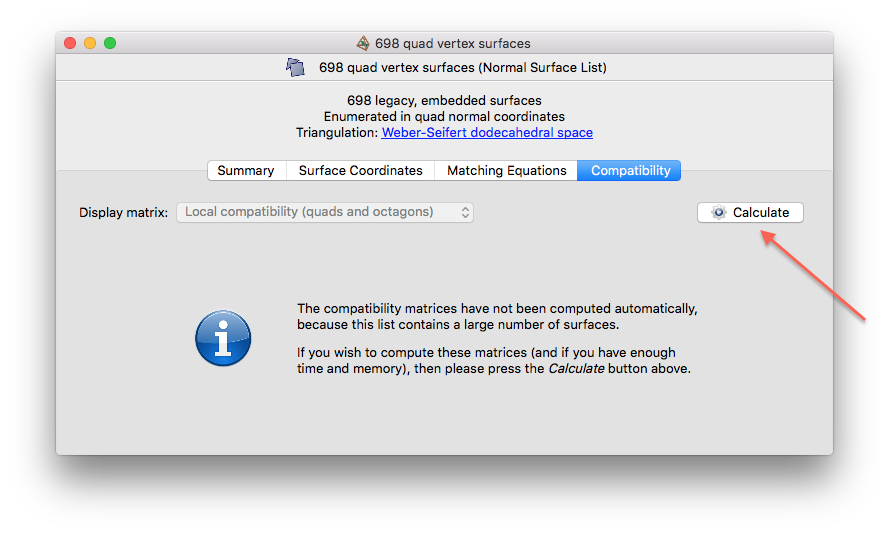 698 quad vertex surfaces
698 quad vertex surfaces (Normal Surface List)
698 legacy, embedded surfaces
Enumerated in quad normal coordinates
Triangulation: Weber-Seifert dodecahedral space
Summary Surface Coordinates Matching Equations Compatibility
Display matrix: Local compatibility (quads and octagons) Calculate
The compatibility matrices have not been computed automatically,
because this list contains a large number of surfaces.
If you wish to compute these matrices (and if you have enough
time and memory), then please press the Calculate button above.